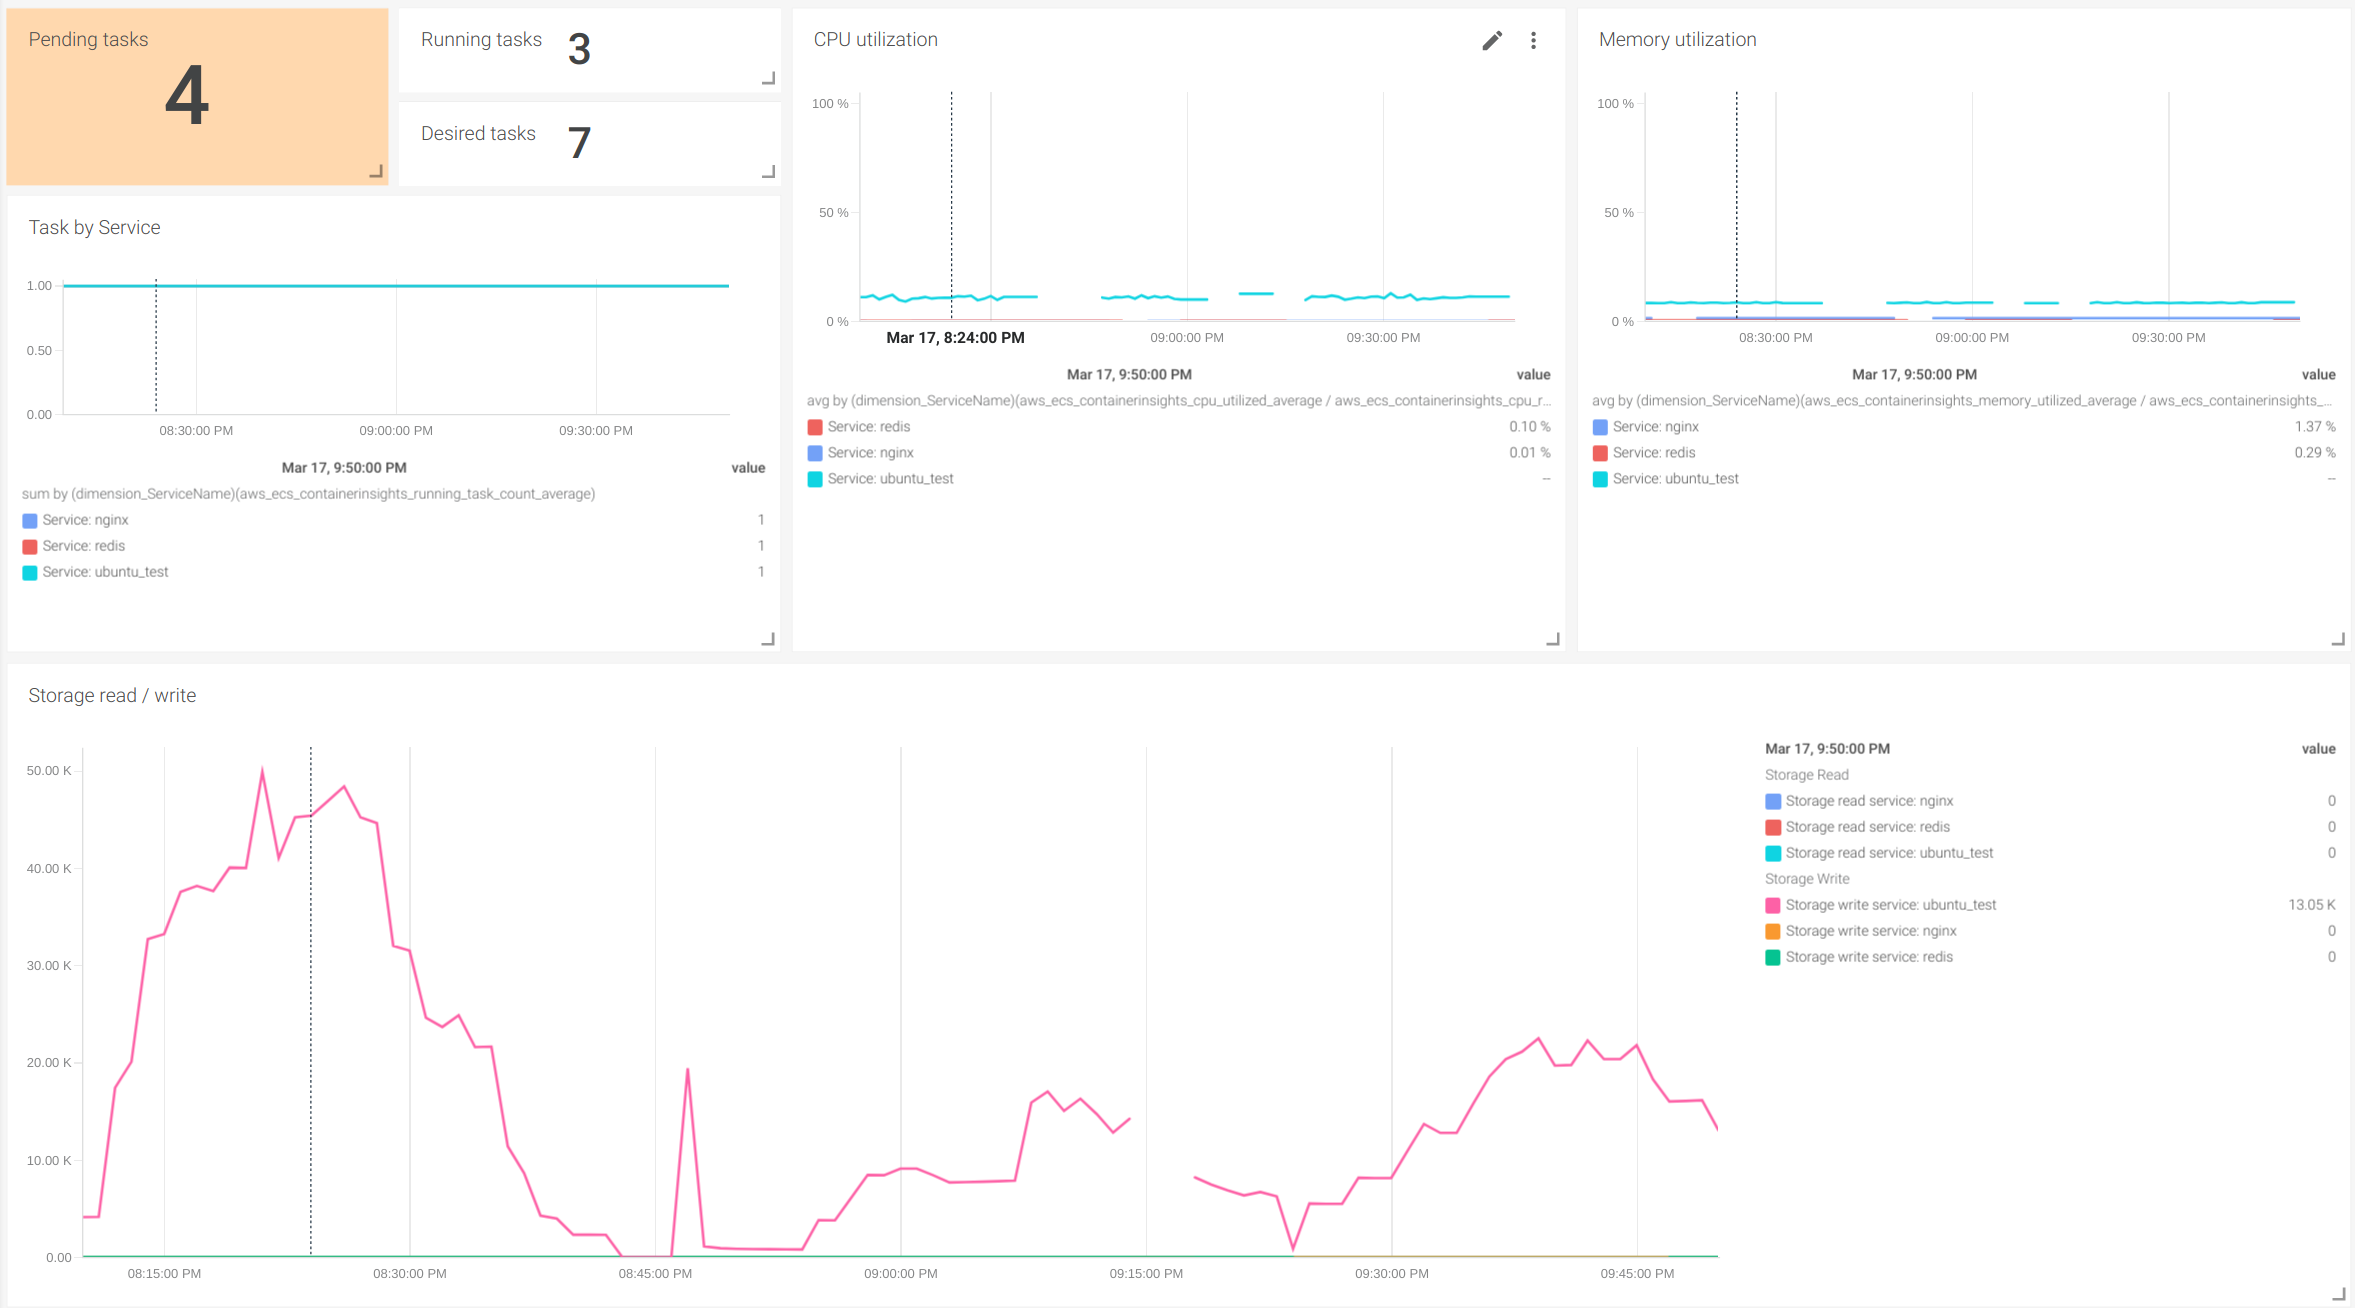 Pending tasks
4
Running tasks 3
Desired tasks 7
Task by Service
1.00
0.50
0.00
08:30:00 PM 09:00:00 PM 09:30:00 PM
Mar 17, 9:50:00 PM value
sum by (dimension_ServiceName)(aws_ecs_containerinsights_running_task_count_average)
Service: nginx 1
Service: redis 1
Service: ubuntu_test 1
CPU utilization
100 %
50 %
0 %
Mar 17, 8:24:00 PM 09:00:00 PM 09:30:00 PM
Mar 17, 9:50:00 PM value
avg by (dimension_ServiceName)(aws_ecs_containerinsights_cpu_utilized_average / aws_ecs_containerinsights_cpu_r...
Service: redis 0.10 %
Service: nginx 0.01 %
Service: ubuntu_test --
Memory utilization
100 %
50 %
0 %
08:30:00 PM 09:00:00 PM 09:30:00 PM
Mar 17, 9:50:00 PM value
avg by (dimension_ServiceName)(aws_ecs_containerinsights_memory_utilized_average / aws_ecs_containerinsights_...
Service: nginx 1.37 %
Service: redis 0.29 %
Service: ubuntu_test --
Storage read / write
50.00 K
40.00 K
30.00 K
20.00 K
10.00 K
0.00
08:15:00 PM 08:30:00 PM 08:45:00 PM 09:00:00 PM 09:15:00 PM 09:30:00 PM 09:45:00 PM
Mar 17, 9:50:00 PM value
Storage Read
Storage read service: nginx 0
Storage read service: redis 0
Storage read service: ubuntu_test 0
Storage Write
Storage write service: ubuntu_test 13.05 K
Storage write service: nginx 0
Storage write service: redis 0